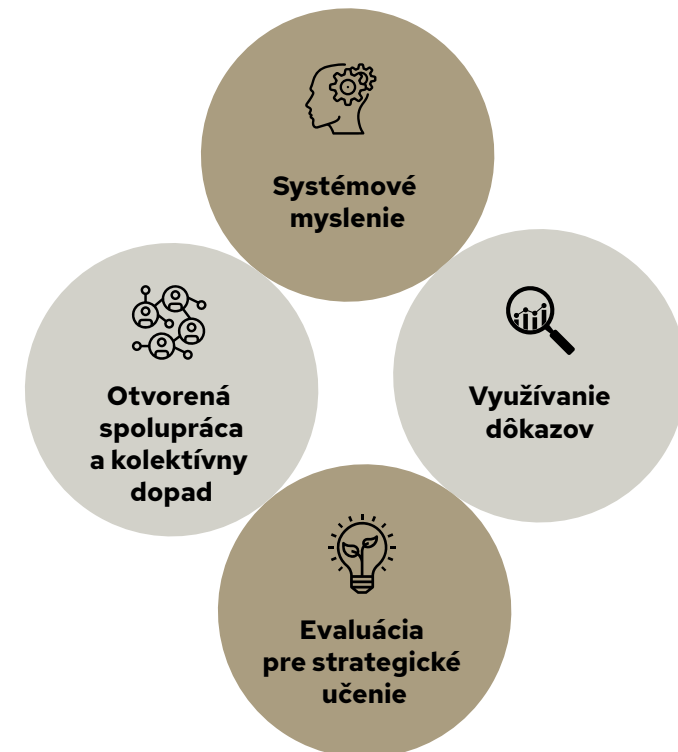 Systémové
myslenie
Otvorená
spolupráca
a kolektívny
dopad
Využívanie
dôkazov
Evaluácia
pre strategické
učenie